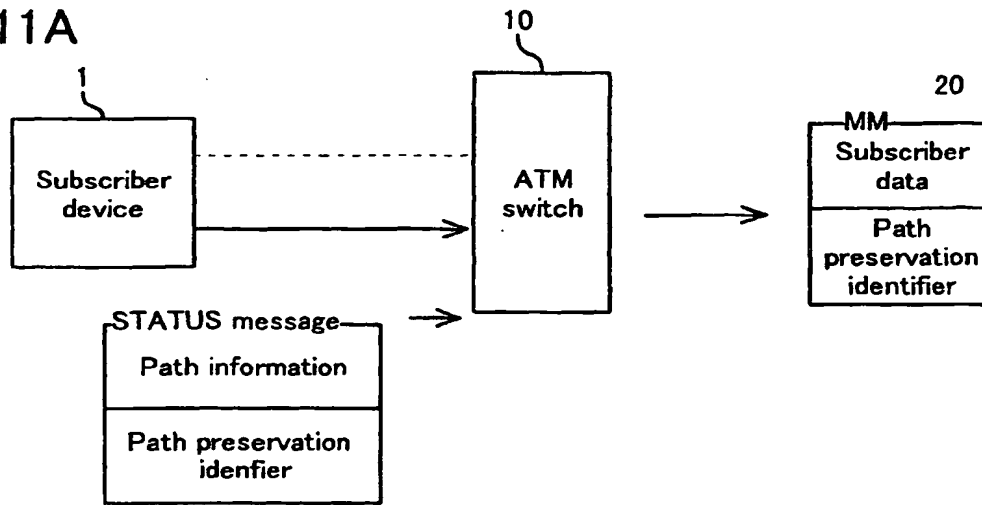 11A
10
1
20
Subscriber
device
ATM
switch
MM
Subscriber
data
Path
preservation
identifier
STATUS message
Path information
Path preservation
idenfier